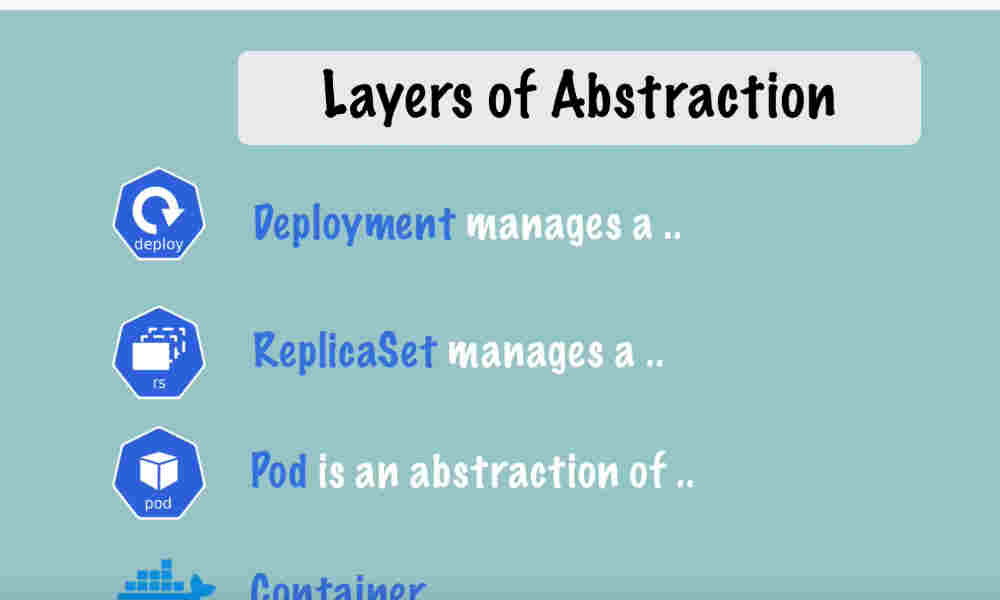 Layers of Abstraction
deploy
Deployment manages a ..
rs
ReplicaSet manages a ..
pod
Pod is an abstraction of ..
Container